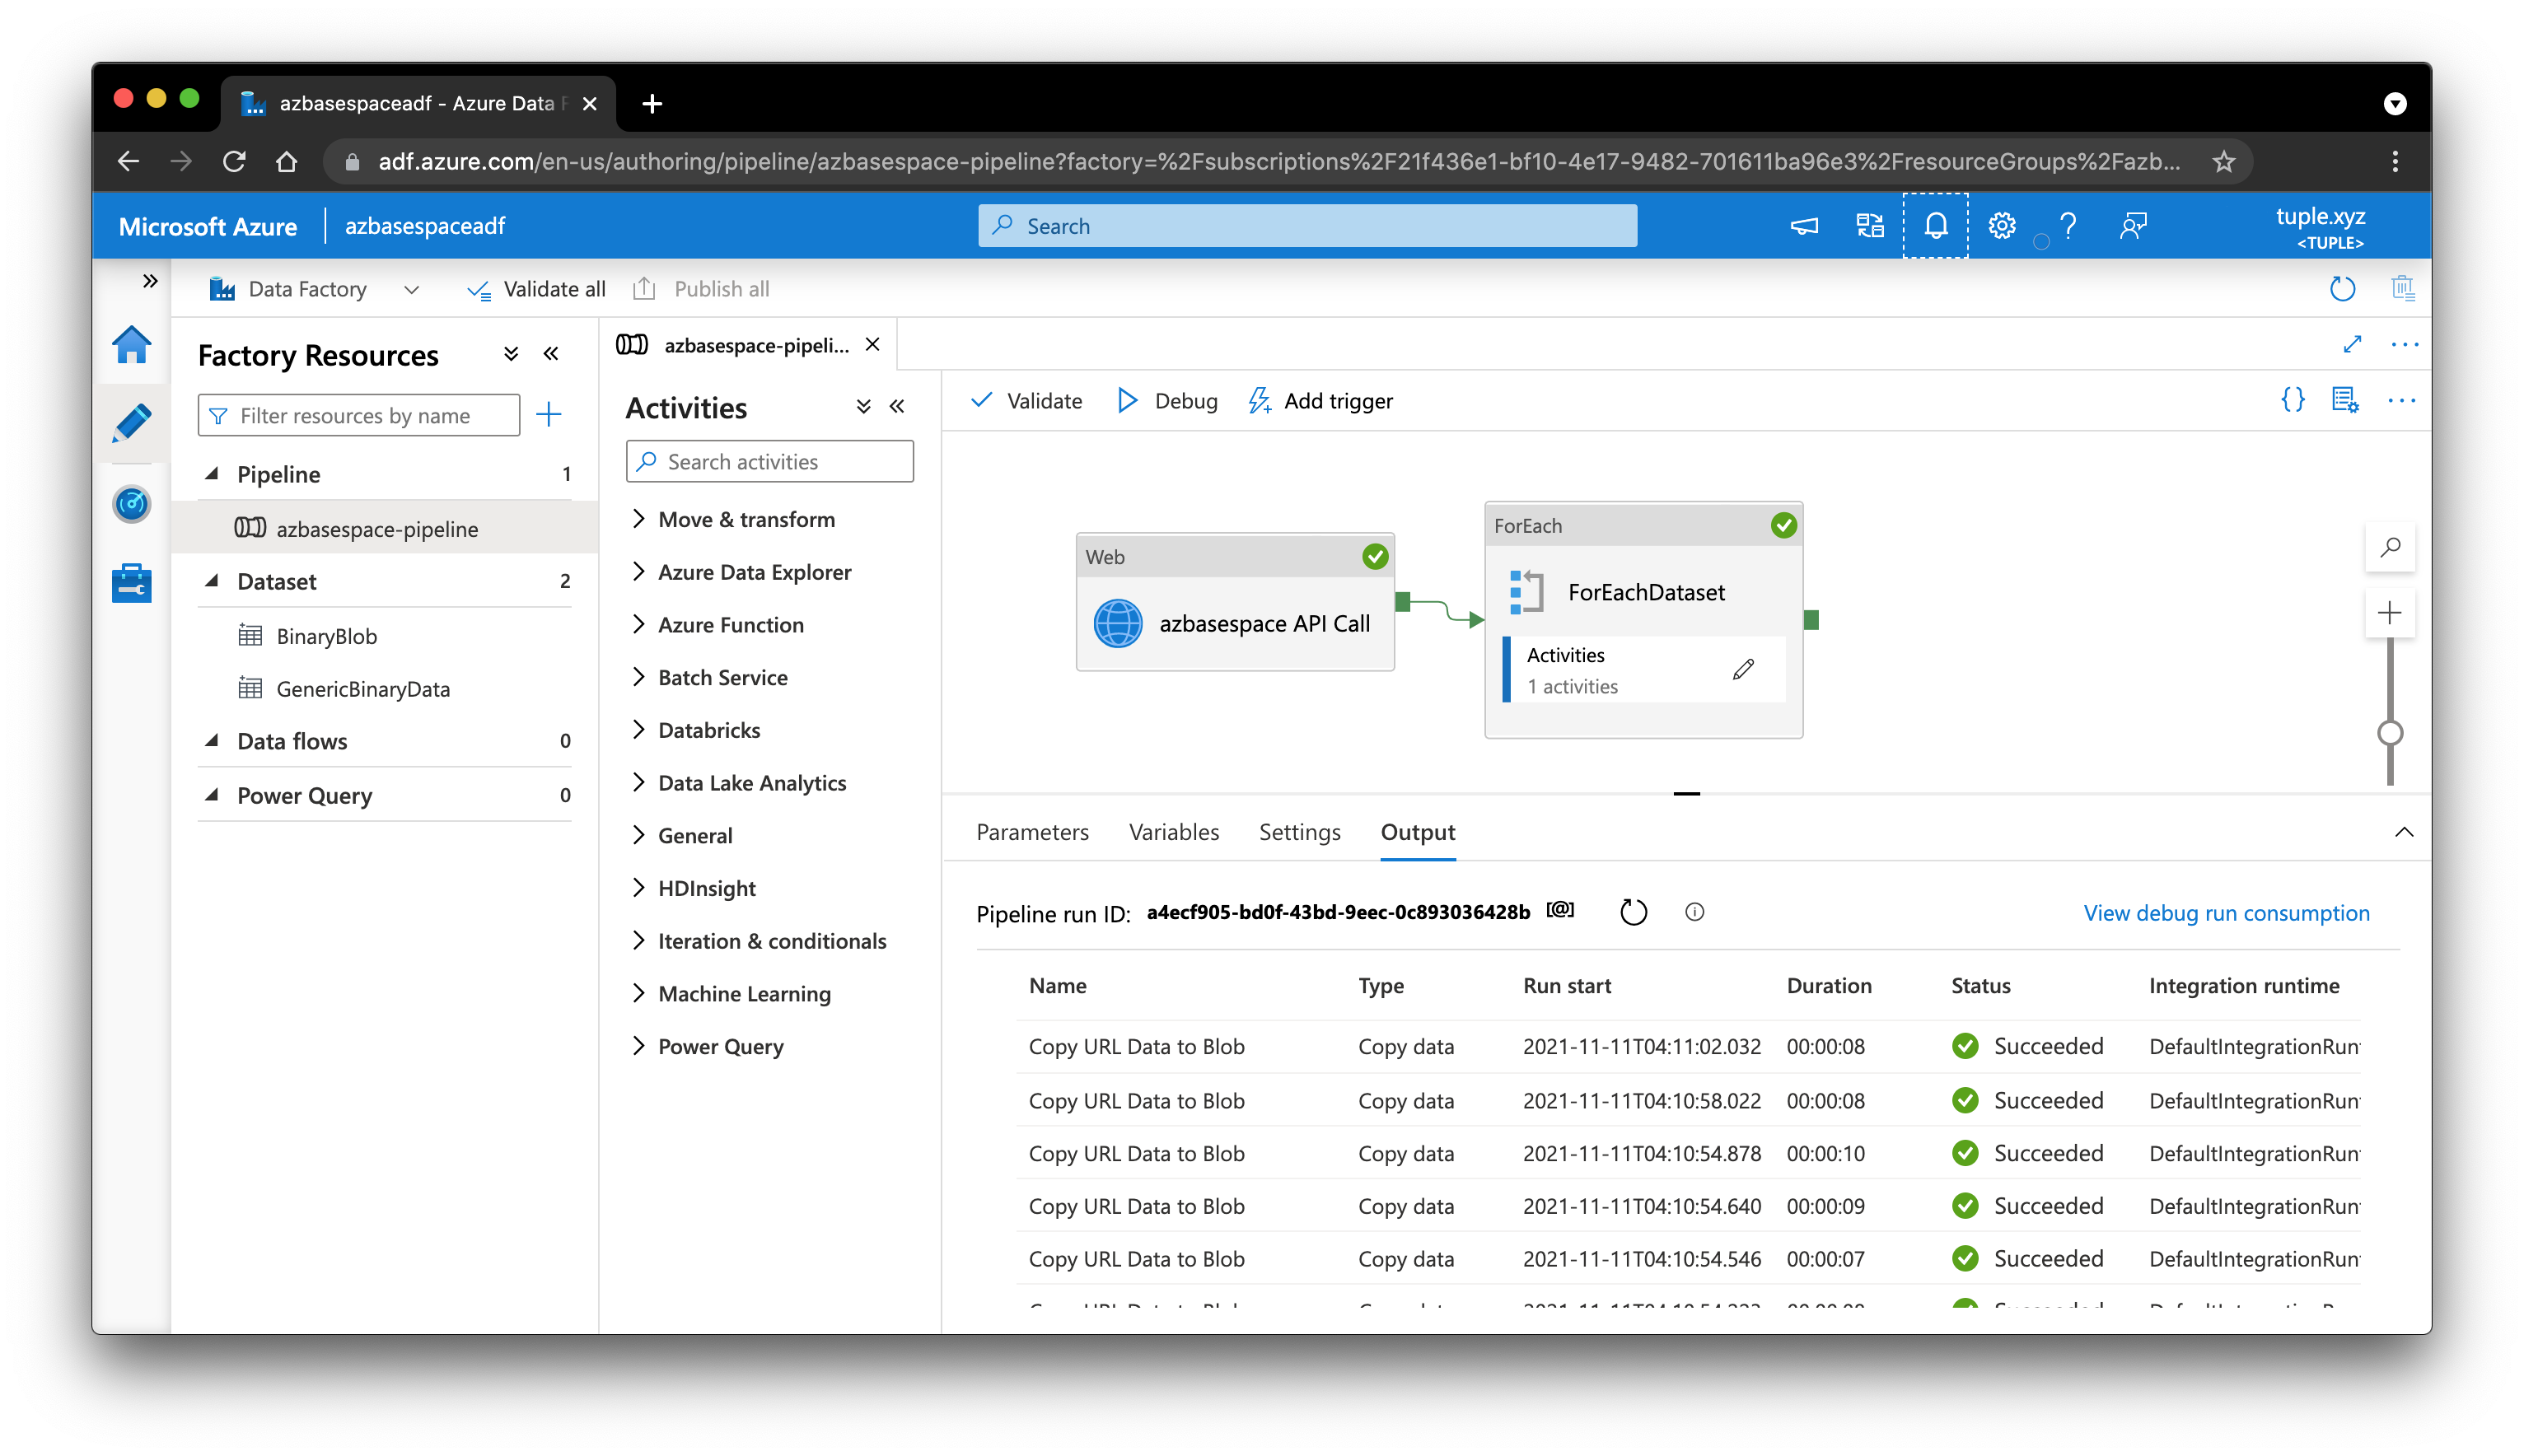 azbasespaceadf - Azure Data F
adf.azure.com/en-us/authoring/pipeline/azbasespace-pipeline?factory=%2Fsubscriptions%2F21f436e1-bf10-4e17-9482-701611ba96e3%2FresourceGroups%2Fazb...
Microsoft Azure azbasespaceadf Search tuple.xyz
<TUPLE>
Data Factory Validate all Publish all
Factory Resources
Filter resources by name
Pipeline 1
azbasespace-pipeline
Dataset 2
BinaryBlob
GenericBinaryData
Data flows 0
Power Query 0
azbasespace-pipeli...
Activities
Search activities
Move & transform
Azure Data Explorer
Azure Function
Batch Service
Databricks
Data Lake Analytics
General
HDInsight
Iteration & conditionals
Machine Learning
Power Query
Validate Debug Add trigger
Web
azbasespace API Call
ForEach
ForEachDataset
Activities
1 activities
Parameters Variables Settings Output
Pipeline run ID: a4ecf905-bd0f-43bd-9eec-0c893036428b [@] View debug run consumption
Name Type Run start Duration Status Integration runtime
Copy URL Data to Blob Copy data 2021-11-11T04:11:02.032 00:00:08 Succeeded DefaultIntegrationRun
Copy URL Data to Blob Copy data 2021-11-11T04:10:58.022 00:00:08 Succeeded DefaultIntegrationRun
Copy URL Data to Blob Copy data 2021-11-11T04:10:54.878 00:00:10 Succeeded DefaultIntegrationRun
Copy URL Data to Blob Copy data 2021-11-11T04:10:54.640 00:00:09 Succeeded DefaultIntegrationRun
Copy URL Data to Blob Copy data 2021-11-11T04:10:54.546 00:00:07 Succeeded DefaultIntegrationRun